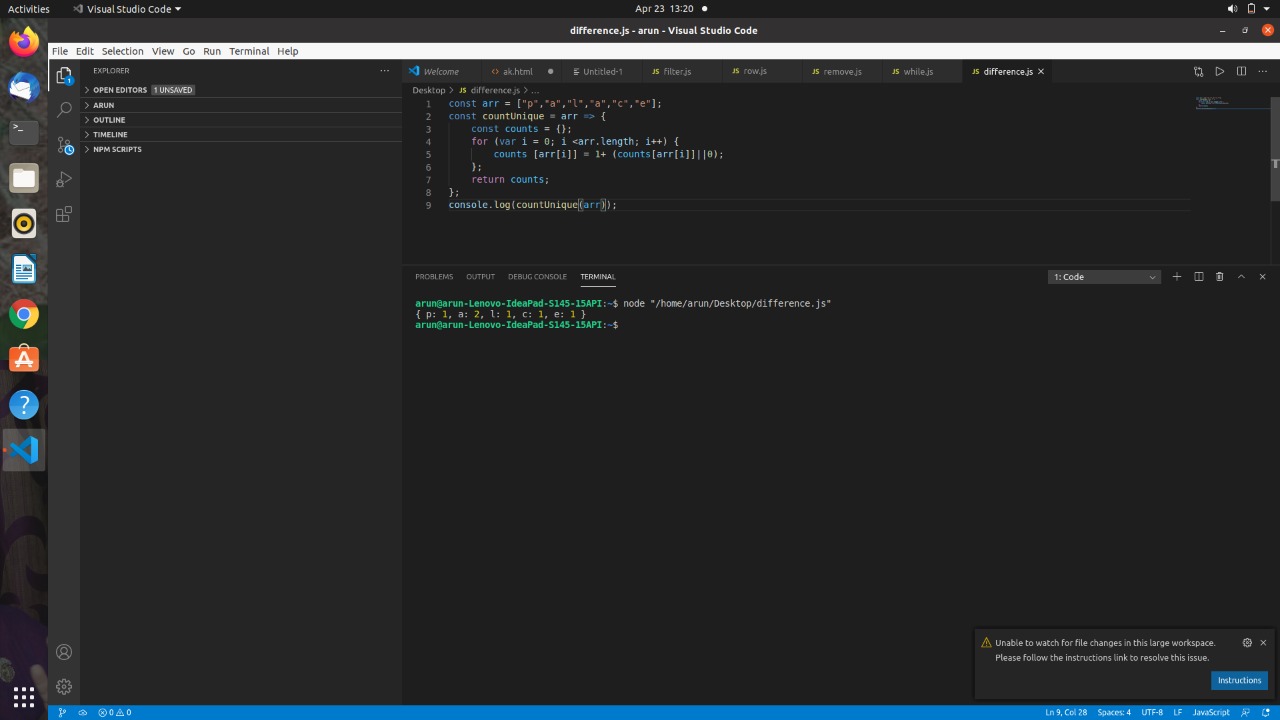 Activities
Visual Studio Code
Apr 23 13:20
difference.js - arun - Visual Studio Code
File Edit Selection View Go Run Terminal Help
EXPLORER
1
OPEN EDITORS 1 UNSAVED
ARUN
OUTLINE
TIMELINE
NPM SCRIPTS
Welcome
<> ak.html
Untitled-1
JS filter.js
JS row.js
JS remove.js
JS while.js
JS difference.js
Desktop > JS difference.js > ...
1 const arr = ["p","a","l","a","c","e"];
2 const countUnique = arr => {
3 const counts = {};
4 for (var i = 0; i <arr.length; i++) {
5 counts [arr[i]] = 1+ (counts[arr[i]]||0);
6 };
7 return counts;
8 };
9 console.log(countUnique(arr));
PROBLEMS OUTPUT DEBUG CONSOLE TERMINAL
1: Code
arun@arun-Lenovo-IdeaPad-S145-15API:~$ node "/home/arun/Desktop/difference.js"
{ p: 1, a: 2, l: 1, c: 1, e: 1 }
arun@arun-Lenovo-IdeaPad-S145-15API:~$
Unable to watch for file changes in this large workspace.
Please follow the instructions link to resolve this issue.
Instructions
0 0
Ln 9, Col 28 Spaces: 4 UTF-8 LF JavaScript